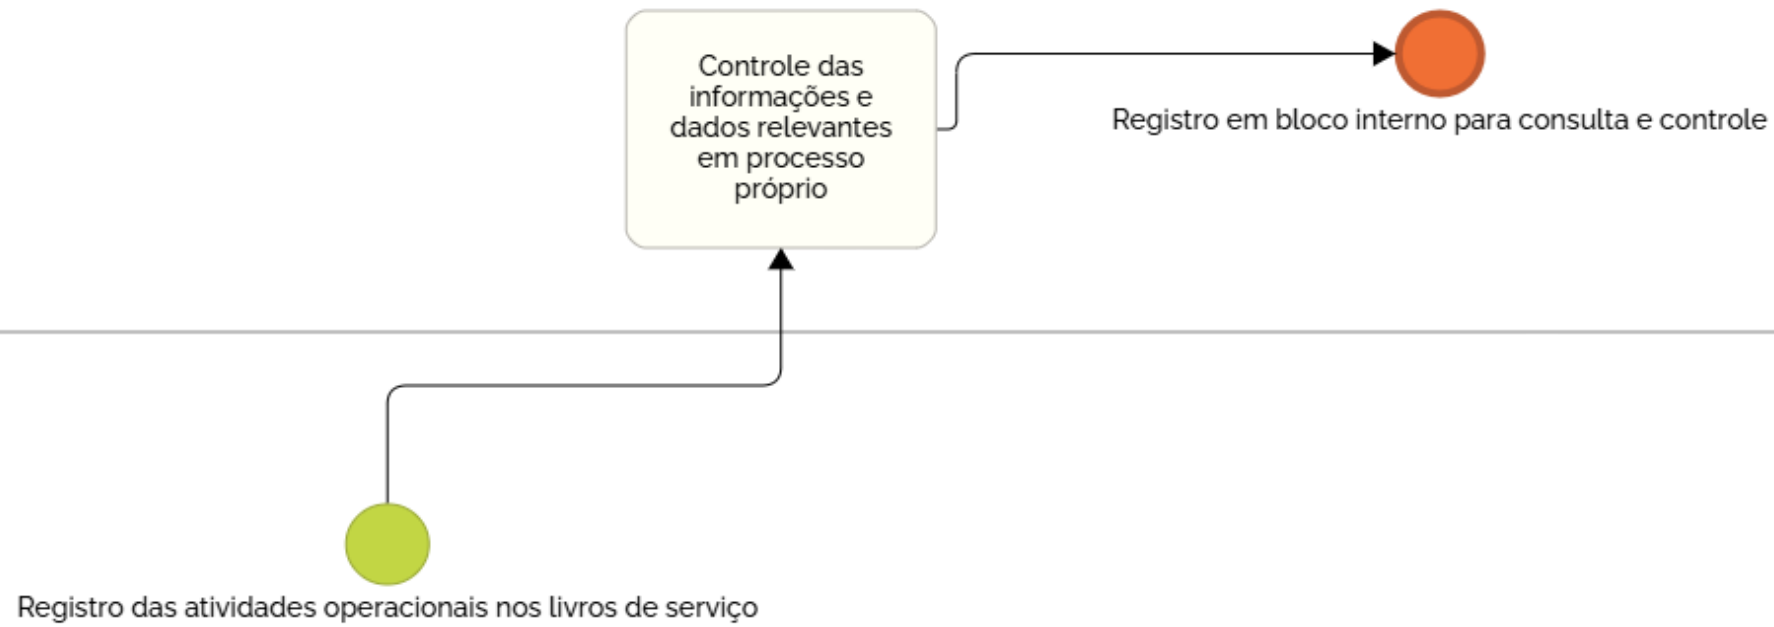 Controle das
informações e
dados relevantes
em processo
próprio
Registro em bloco interno para consulta e controle
Registro das atividades operacionais nos livros de serviço